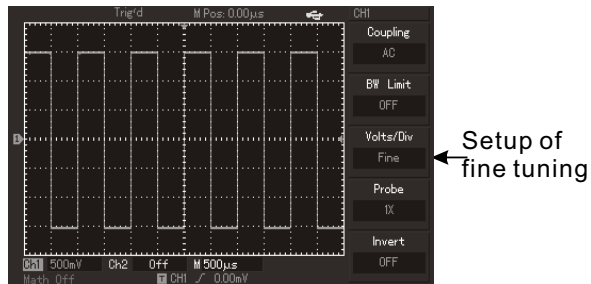 Trig'd M Pos: 0.00μs CH1
Coupling
AC
BW Limit
OFF
1
Volts/Div
Fine
Setup of
fine tuning
Probe
1X
Invert
OFF
Ch1 500mV Ch2 Off M 500μs
Math Off T CH1 0.00mV